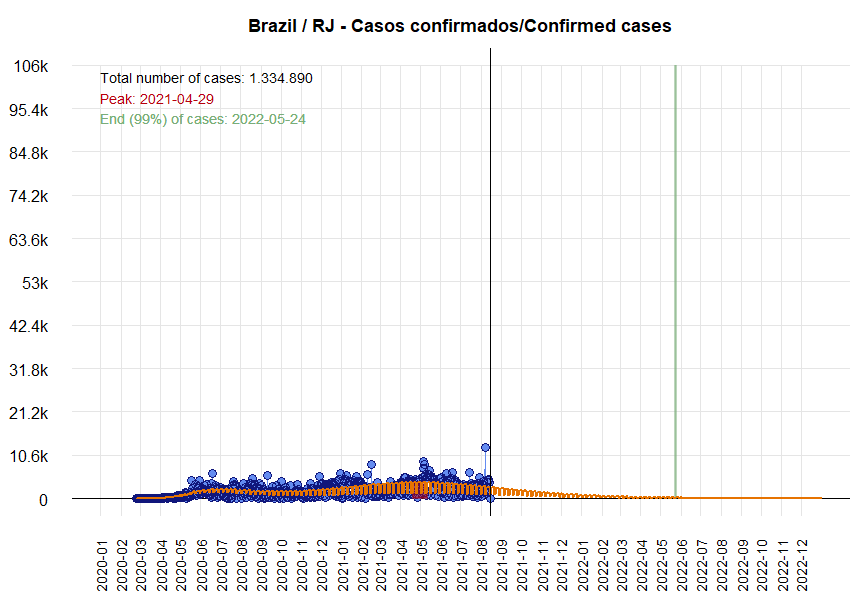 Brazil / RJ - Casos confirmados/Confirmed cases
Total number of cases: 1.334.890
Peak: 2021-04-29
End (99%) of cases: 2022-05-24
106k
95.4k
84.8k
74.2k
63.6k
53k
42.4k
31.8k
21.2k
10.6k
0
2020-01
2020-02
2020-03
2020-04
2020-05
2020-06
2020-07
2020-08
2020-09
2020-10
2020-11
2020-12
2021-01
2021-02
2021-03
2021-04
2021-05
2021-06
2021-07
2021-08
2021-09
2021-10
2021-11
2021-12
2022-01
2022-02
2022-03
2022-04
2022-05
2022-06
2022-07
2022-08
2022-09
2022-10
2022-11
2022-12